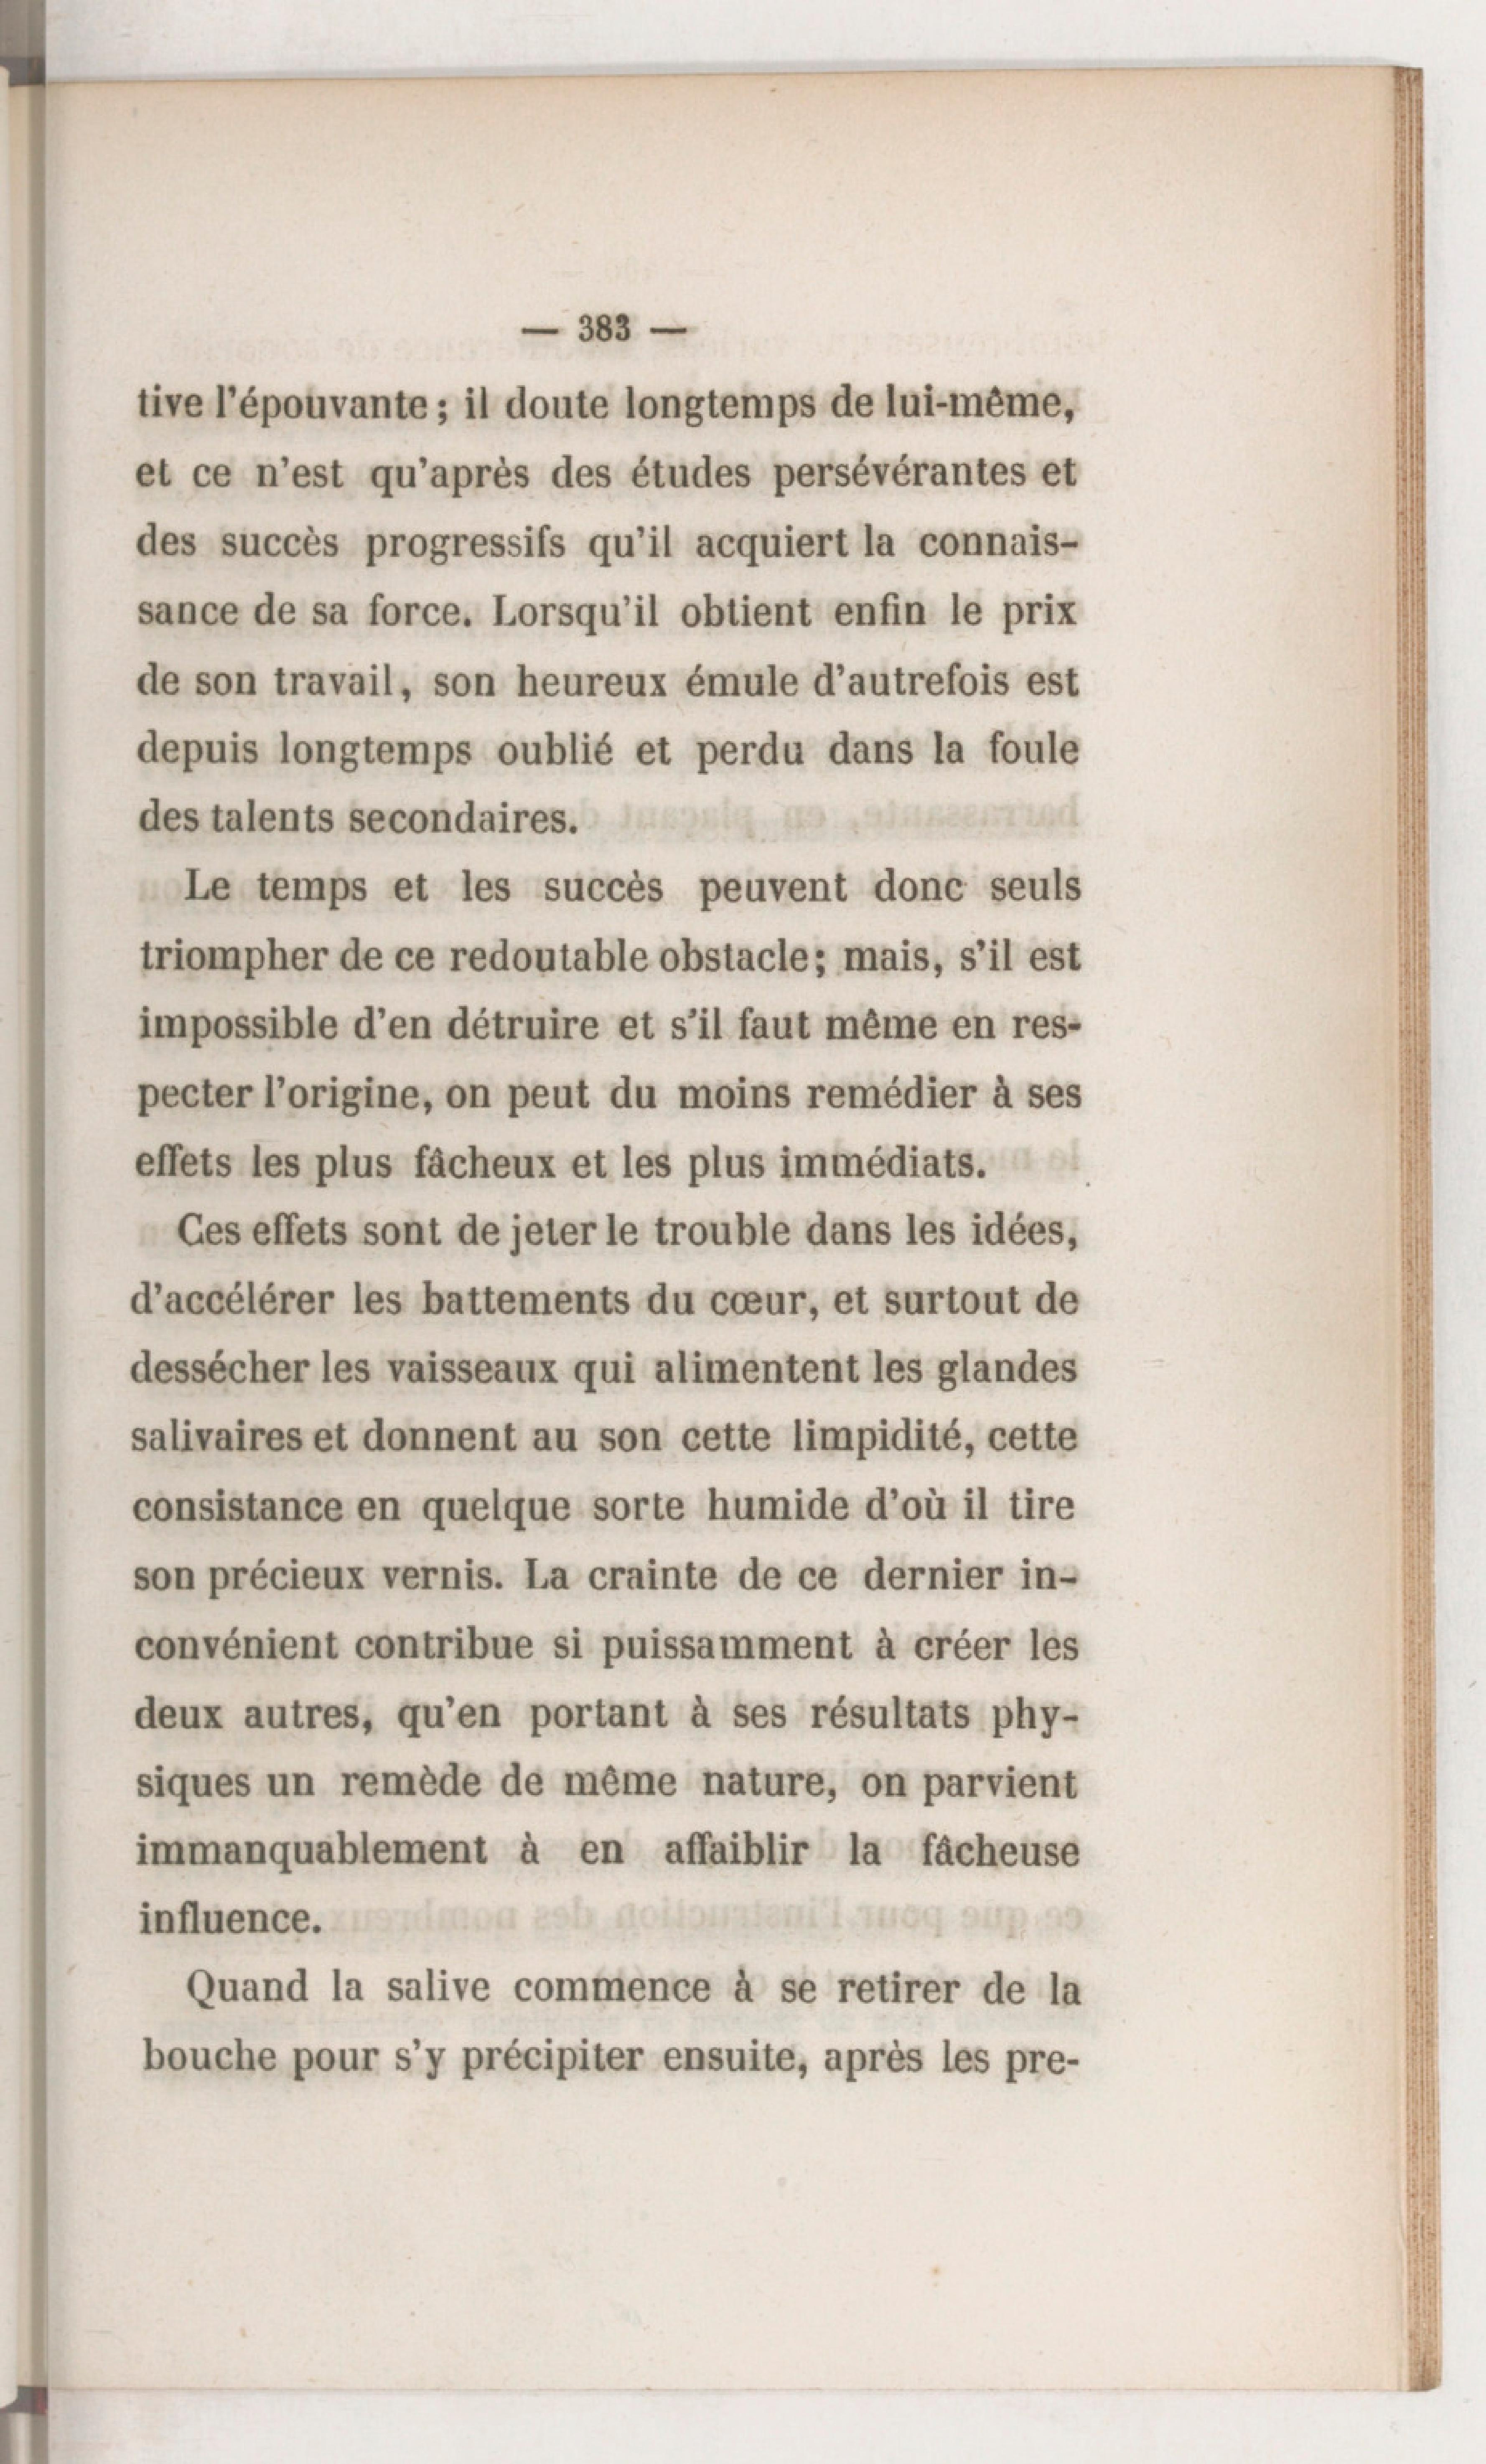 — 383 —
tive l'épouvante ; il doute longtemps de lui-même,
et ce n'est qu'après des études persévérantes et
des succès progressifs qu'il acquiert la connais-
sance de sa force. Lorsqu'il obtient enfin le prix
de son travail, son heureux émule d'autrefois est
depuis longtemps oublié et perdu dans la foule
des talents secondaires.
Le temps et les succès peuvent donc seuls
triompher de ce redoutable obstacle ; mais, s'il est
impossible d'en détruire et s'il faut même en res-
pecter l'origine, on peut du moins remédier à ses
effets les plus fâcheux et les plus immédiats.
Ces effets sont de jeter le trouble dans les idées,
d'accélérer les battements du cœur, et surtout de
dessécher les vaisseaux qui alimentent les glandes
salivaires et donnent au son cette limpidité, cette
consistance en quelque sorte humide d'où il tire
son précieux vernis. La crainte de ce dernier in-
convénient contribue si puissamment à créer les
deux autres, qu'en portant à ses résultats phy-
siques un remède de même nature, on parvient
immanquablement à en affaiblir la fâcheuse
influence.
Quand la salive commence à se retirer de la
bouche pour s'y précipiter ensuite, après les pre-